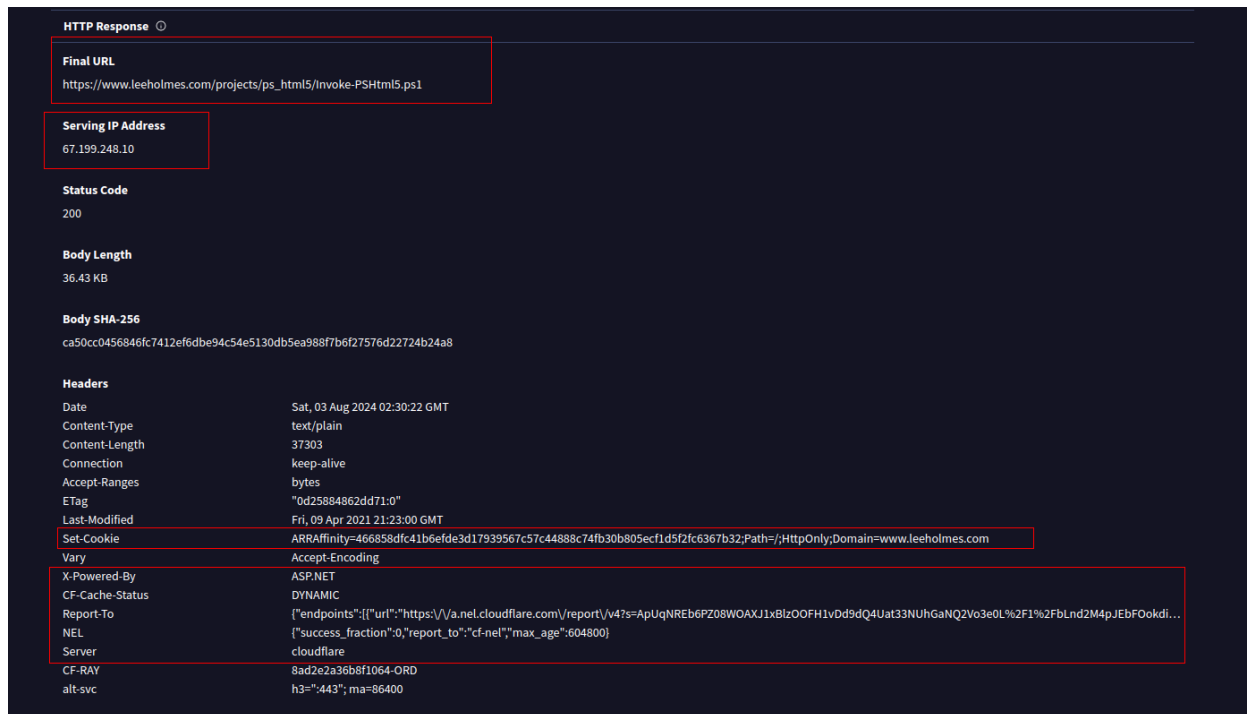 HTTP Response
Final URL
https://www.leeholmes.com/projects/ps_html5/Invoke-PSHtml5.ps1
Serving IP Address
67.199.248.10
Status Code
200
Body Length
36.43 KB
Body SHA-256
ca50cc0456846fc7412ef6dbe94c54e5130db5ea988f7b6f27576d22724b24a8
Headers
Date Sat, 03 Aug 2024 02:30:22 GMT
Content-Type text/plain
Content-Length 37303
Connection keep-alive
Accept-Ranges bytes
ETag "0d25884862dd71:0"
Last-Modified Fri, 09 Apr 2021 21:23:00 GMT
Set-Cookie ARRAffinity=466858dfc41b6efde3d17939567c57c44888c74fb30b805ecf1d5f2fc6367b32;Path=/;HttpOnly;Domain=www.leeholmes.com
Vary Accept-Encoding
X-Powered-By ASP.NET
CF-Cache-Status DYNAMIC
Report-To {"endpoints":[{"url":"https:\/\/a.nel.cloudflare.com\/report\/v4?s=ApUqNREb6PZ08WOAXJ1xBlzOOFH1vDd9dQ4Uat33NUhGaNQ2Vo3e0L%2F1%2FbLnd2M4pJEbFOokdi...
NEL {"success_fraction":0,"report_to":"cf-nel","max_age":604800}
Server cloudflare
CF-RAY 8ad2e2a36b8f1064-ORD
alt-svc h3=":443"; ma=86400